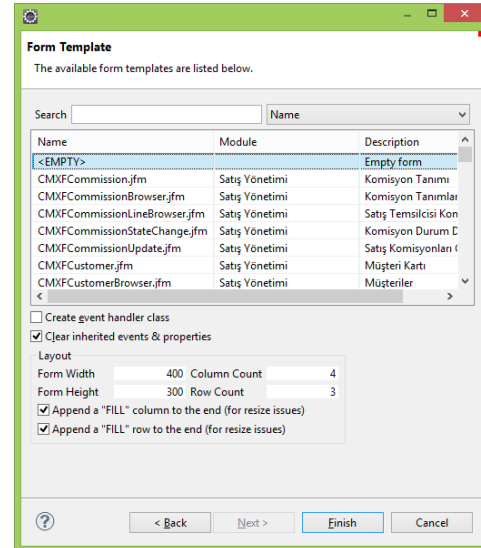 Form Template
The available form templates are listed below.
Search Name
Name Module Description
<EMPTY> Empty form
CMXFCommission.jfm Satış Yönetimi Komisyon Tanımı
CMXFCommissionBrowser.jfm Satış Yönetimi Komisyon Tanımlar
CMXFCommissionLineBrowser.jfm Satış Yönetimi Satış Temsilcisi Kon
CMXFCommissionStateChange.jfm Satış Yönetimi Komisyon Durum D
CMXFCommissionUpdate.jfm Satış Yönetimi Satış Komisyonları
CMXFCustomer.jfm Satış Yönetimi Müşteri Kartı
CMXFCustomerBrowser.jfm Satış Yönetimi Müşteriler
Create event handler class
Clear inherited events & properties
Layout
Form Width 400 Column Count 4
Form Height 300 Row Count 3
Append a "FILL" column to the end (for resize issues)
Append a "FILL" row to the end (for resize issues)
? < Back Next > Finish Cancel